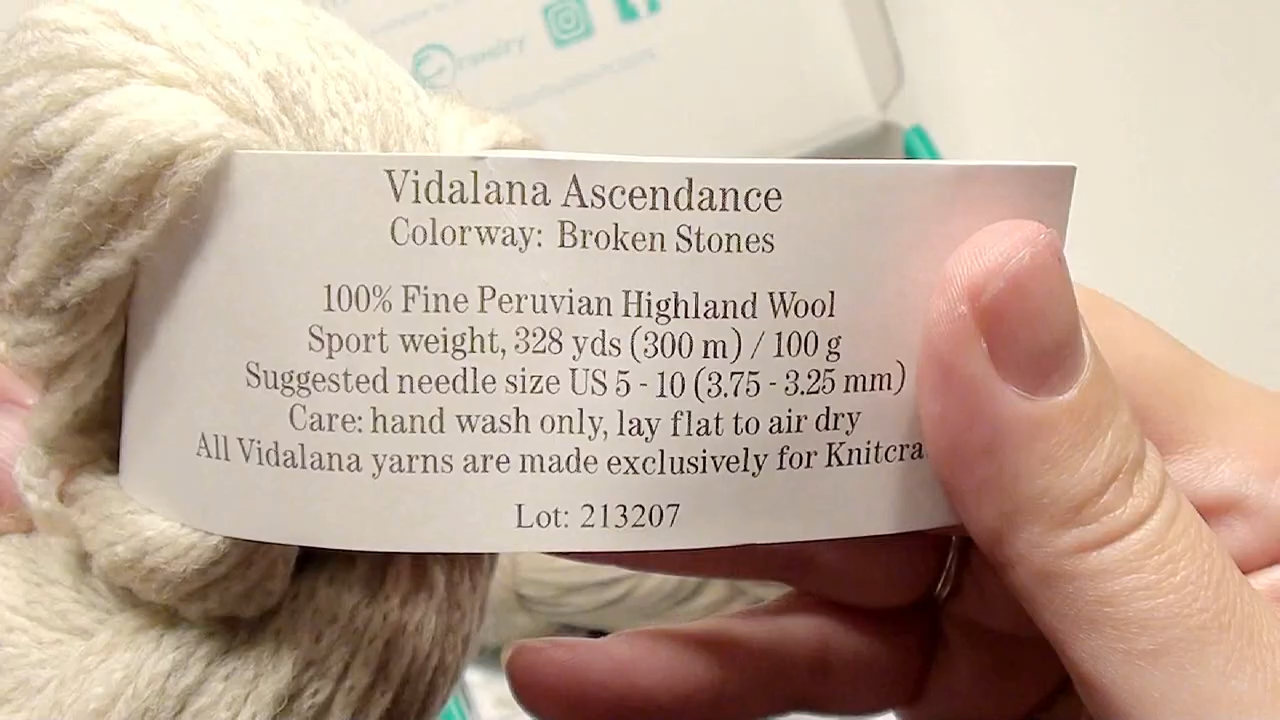 Vidalana Ascendance
Colorway: Broken Stones
100% Fine Peruvian Highland Wool
Sport weight, 328 yds (300 m) / 100 g
Suggested needle size US 5 - 10 (3.75 - 3.25 mm)
Care: hand wash only, lay flat to air dry
All Vidalana yarns are made exclusively for
Lot: 213207